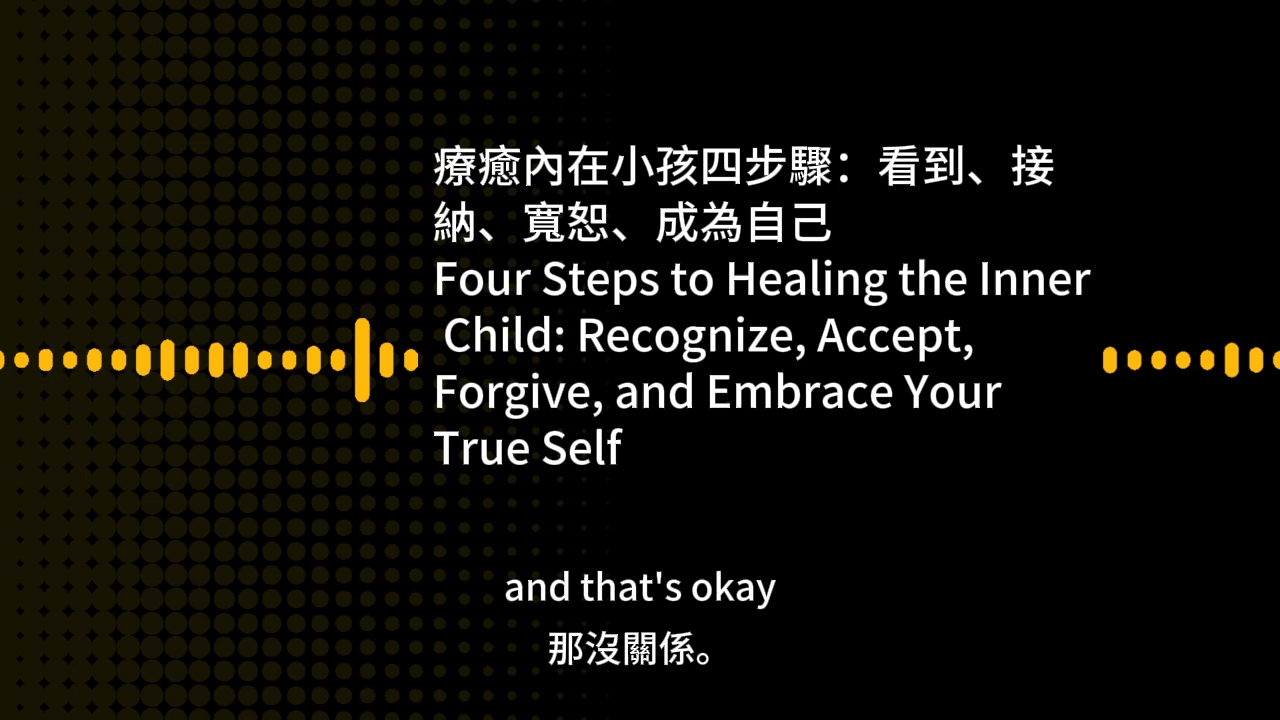 療癒內在小孩四步驟：看到、接
納、寬恕、成為自己
Four Steps to Healing the Inner
Child: Recognize, Accept,
Forgive, and Embrace Your
True Self
and that's okay
那沒關係。